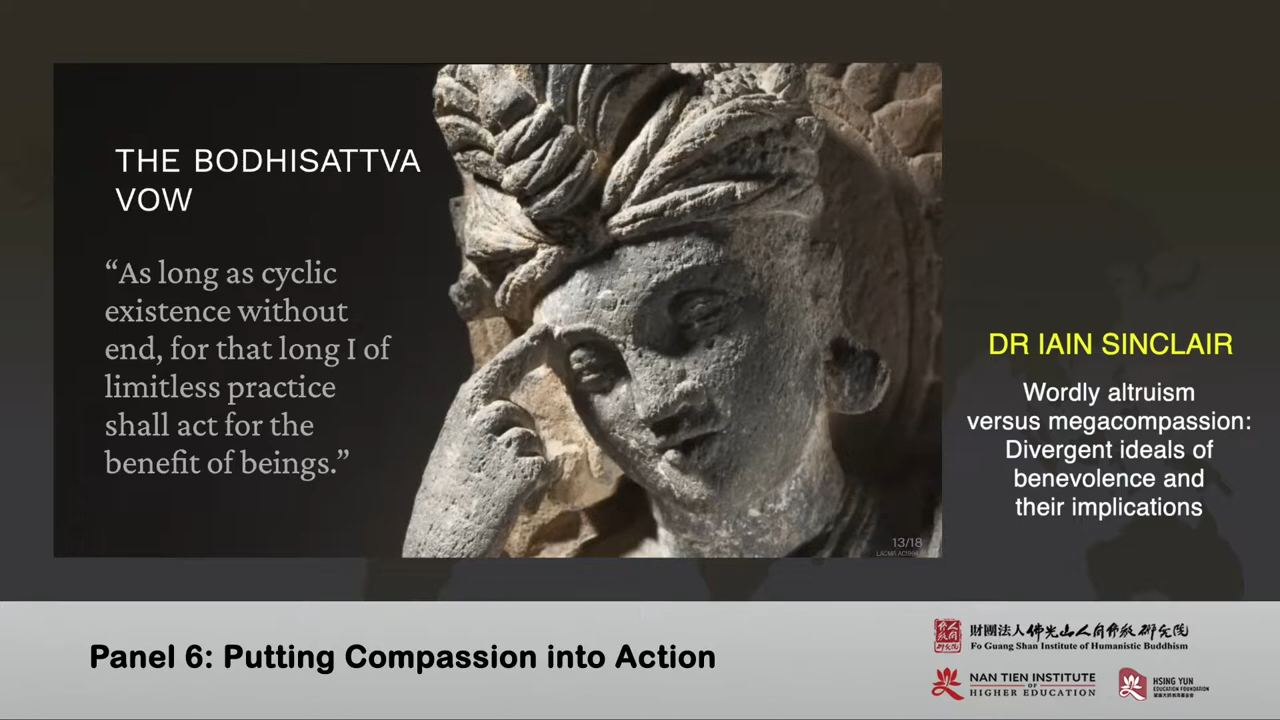 THE BODHISATTVA
VOW
“As long as cyclic
existence without
end, for that long I of
limitless practice
shall act for the
benefit of beings.”
13/18
DR IAIN SINCLAIR
Wordly altruism
versus megacompassion:
Divergent ideals of
benevolence and
their implications
Panel 6: Putting Compassion into Action
財團法人佛光山人間佛教研究院
Fo Guang Shan Institute of Humanistic Buddhism
NAN TIEN INSTITUTE
OF
HIGHER EDUCATION
HSING YUN
EDUCATION FOUNDATION